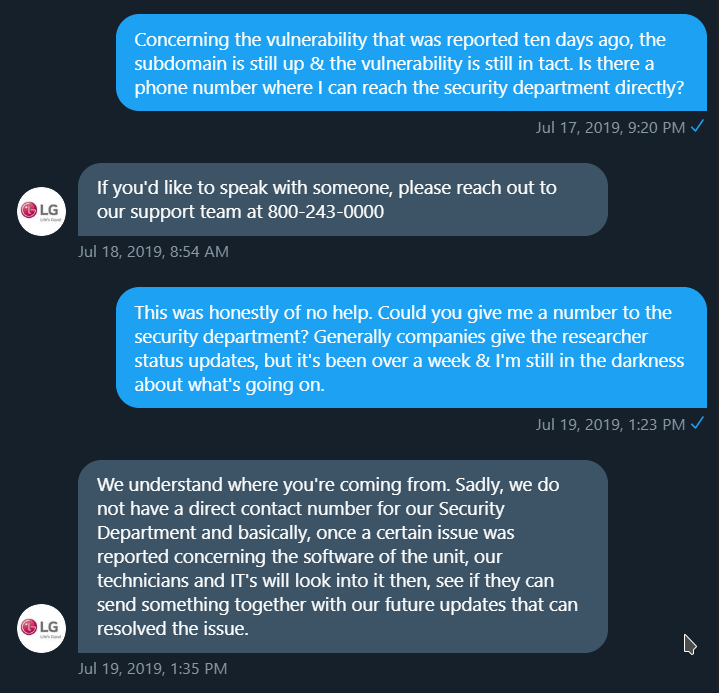 Concerning the vulnerability that was reported ten days ago, the
subdomain is still up & the vulnerability is still in tact. Is there a
phone number where I can reach the security department directly?
Jul 17, 2019, 9:20 PM
LG
Life's Good
If you'd like to speak with someone, please reach out to
our support team at 800-243-0000
Jul 18, 2019, 8:54 AM
This was honestly of no help. Could you give me a number to the
security department? Generally companies give the researcher
status updates, but it's been over a week & I'm still in the darkness
about what's going on.
Jul 19, 2019, 1:23 PM
We understand where you're coming from. Sadly, we do
not have a direct contact number for our Security
Department and basically, once a certain issue was
reported concerning the software of the unit, our
technicians and IT's will look into it then, see if they can
send something together with our future updates that can
resolved the issue.
LG
Life's Good
Jul 19, 2019, 1:35 PM